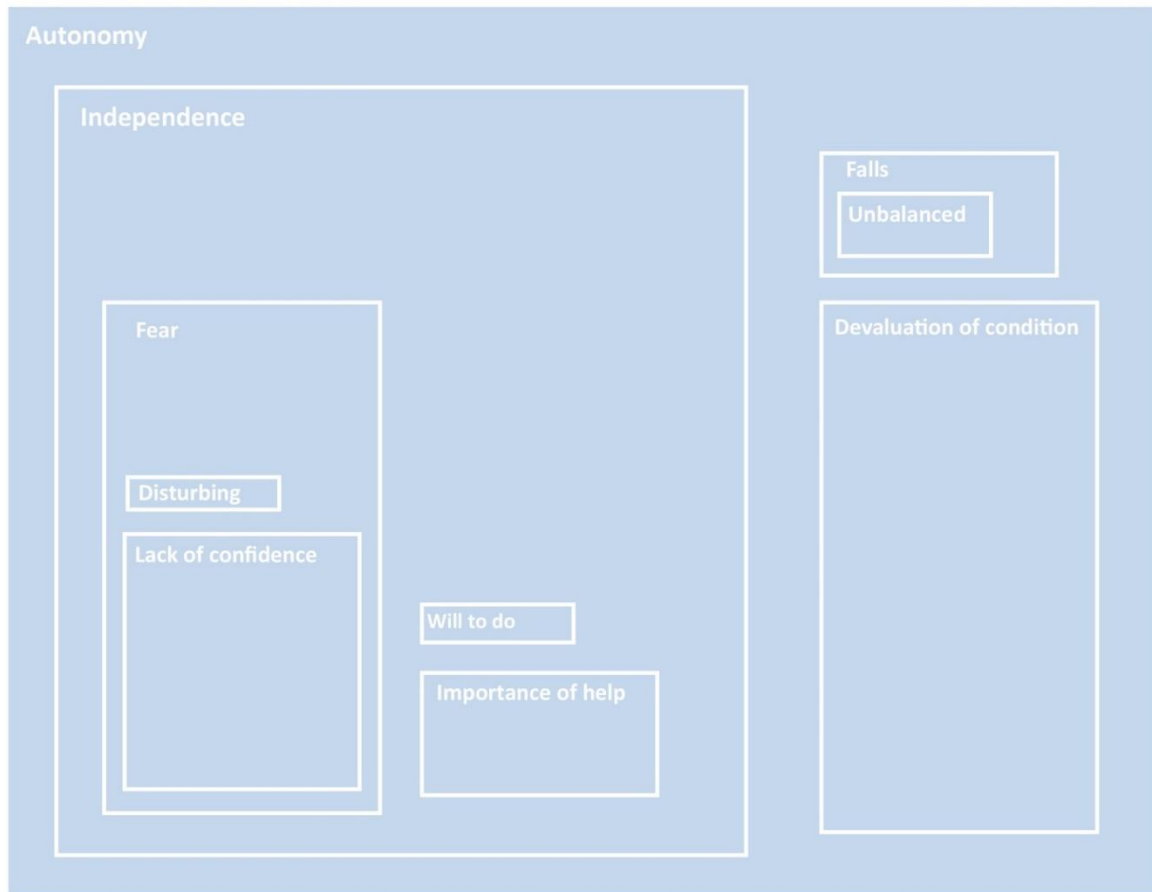 Autonomy
Independence
Falls
Unbalanced
Fear
Devaluation of condition
Disturbing
Lack of confidence
Will to do
Importance of help